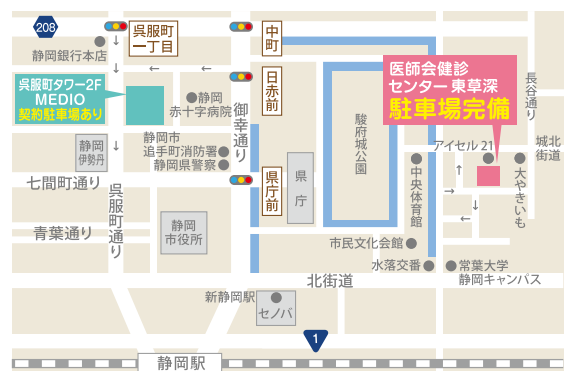 208
呉服町
一丁目
中町
静岡銀行本店
医師会健診
センター東草深
駐車場完備
長谷通り
呉服町タワー2F
MEDIO
契約駐車場あり
日赤前
静岡
赤十字病院
御幸通り
駿府城公園
静岡
伊勢丹
静岡市
追手町消防署
静岡県警察
アイセル21
城北
街道
七間町通り
呉服町通り
県庁前
県庁
中央体育館
大やきいも
青葉通り
静岡
市役所
市民文化会館
水落交番
常葉大学
静岡キャンパス
北街道
新静岡駅
セノバ
1
静岡駅